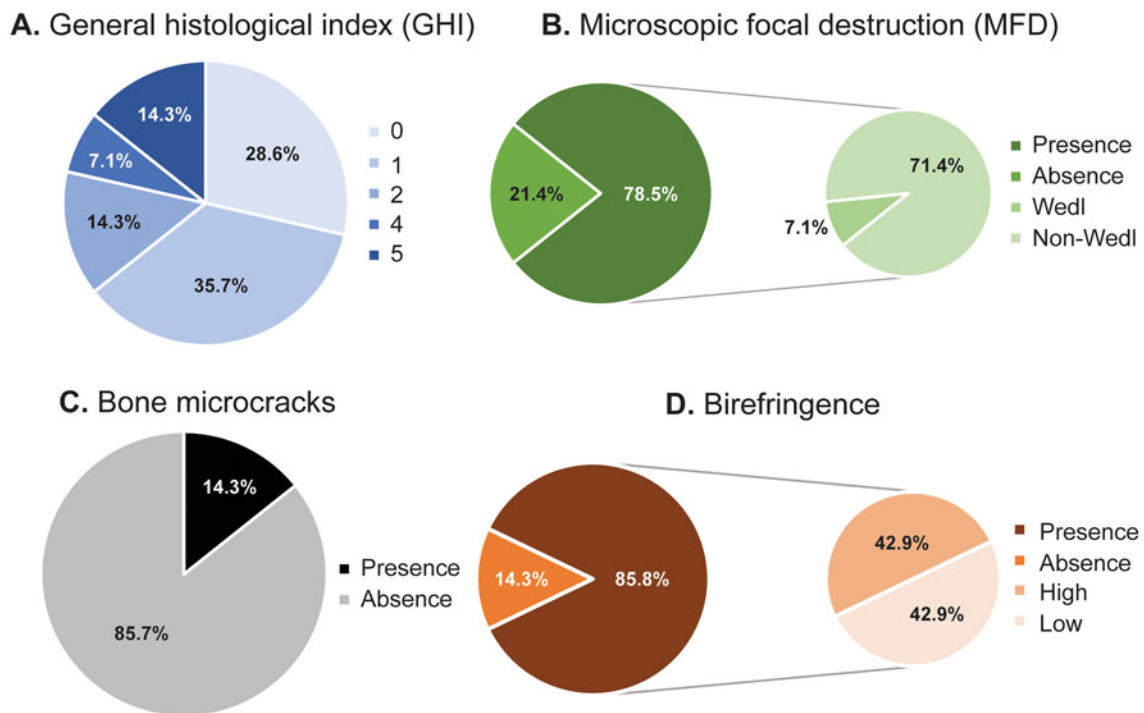 A. General histological index (GHI)
28.6%
35.7%
14.3%
7.1%
14.3%
0
1
2
4
5
B. Microscopic focal destruction (MFD)
21.4%
78.5%
71.4%
7.1%
Presence
Absence
Wedl
Non-Wedl
C. Bone microcracks
14.3%
85.7%
Presence
Absence
D. Birefringence
14.3%
85.8%
42.9%
42.9%
Presence
Absence
High
Low